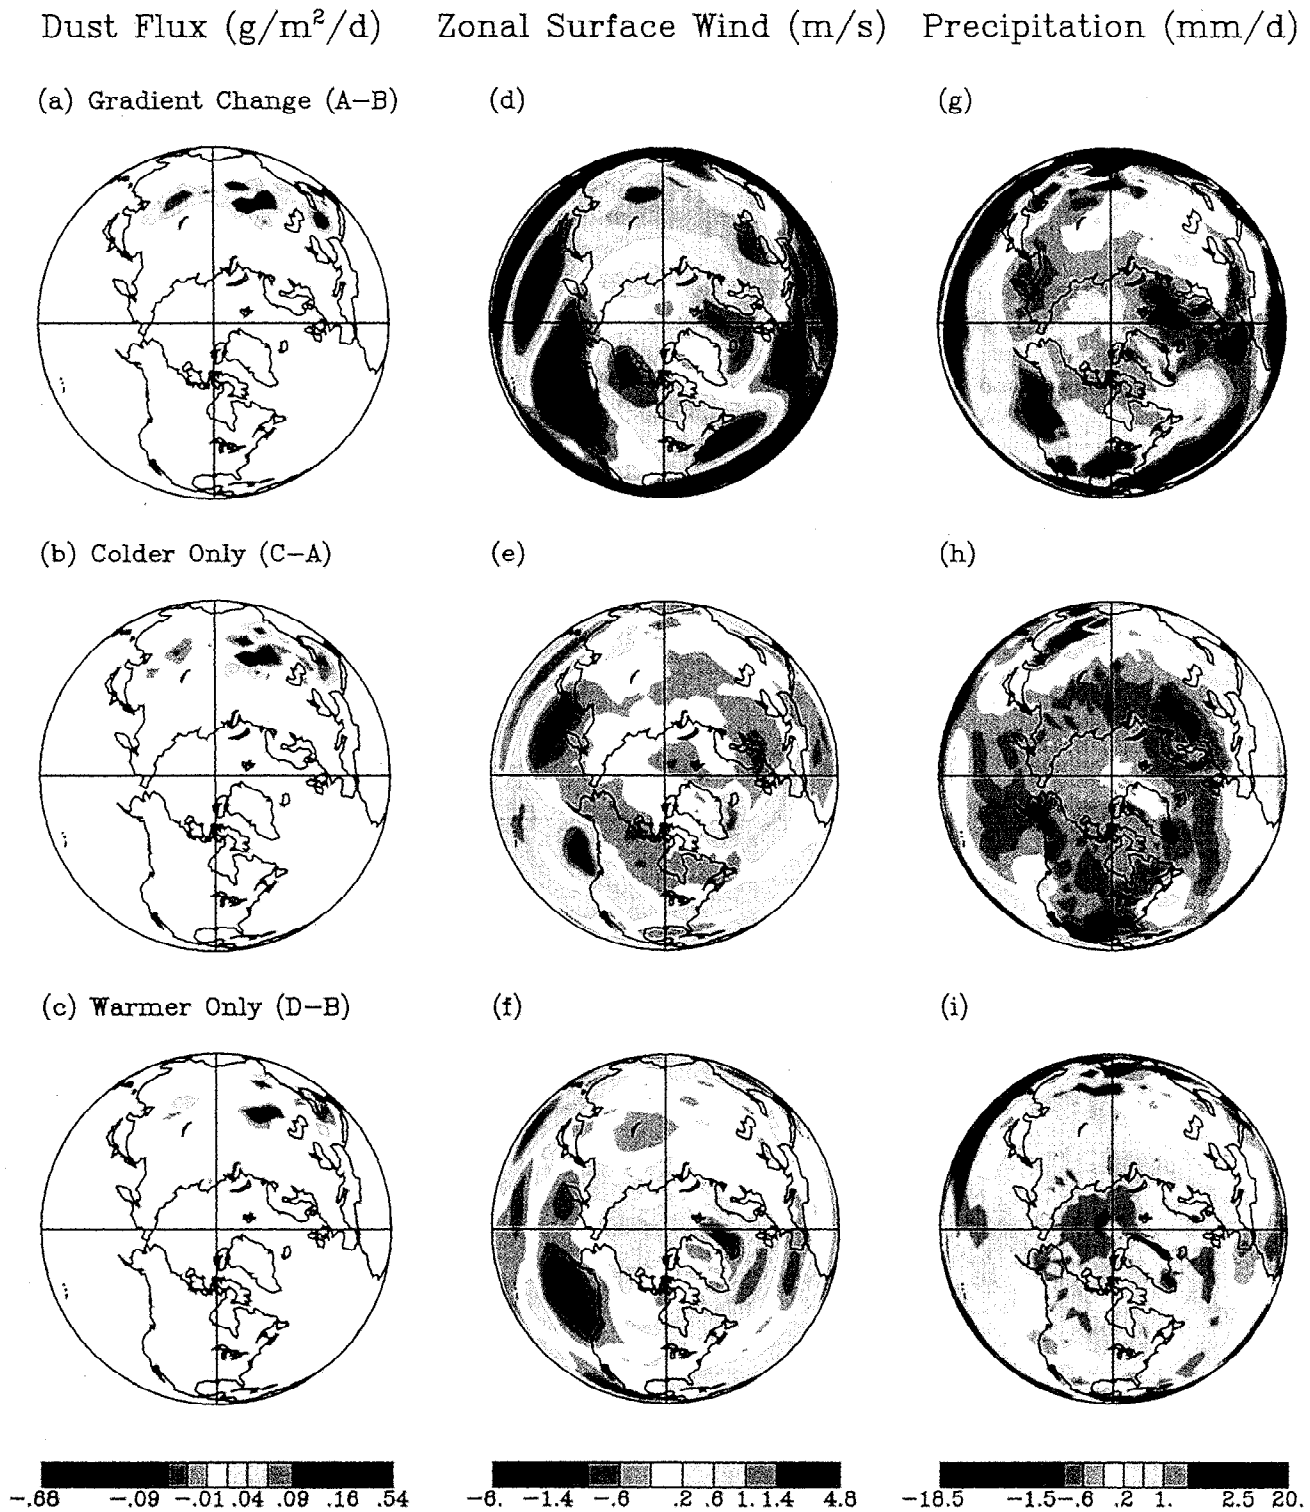 Dust Flux (g/m²/d) Zonal Surface Wind (m/s) Precipitation (mm/d)
(a) Gradient Change (A−B) (d) (g)
(b) Colder Only (C−A) (e) (h)
(c) Warmer Only (D−B) (f) (i)
−.68 −.09 −.01 .04 .09 .16 .54 −6. −1.4 −.6 .2 .6 1. 1.4 4.8 −18.5 −1.5 −.6 .2 1. 2.5 20